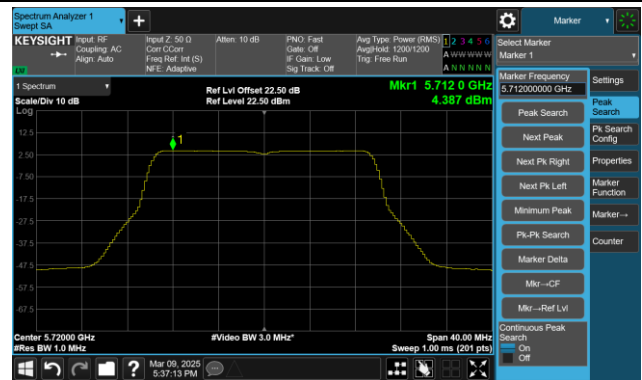 Spectrum Analyzer 1
Swept SA
Marker
KEYSIGHT
Input: RF
Coupling: AC
Align: Auto
Input Z: 50 Ω
Corr CCorr
Freq Ref: Int (S)
NFE: Adaptive
Atten: 10 dB
PNO: Fast
Gate: Off
IF Gain: Low
Sig Track: Off
Avg Type: Power (RMS)
Avg|Hold: 1200/1200
Trig: Free Run
1 2 3 4 5 6
A W W W W W
A N N N N N
LW
Select Marker
Marker 1
1 Spectrum
Scale/Div 10 dB
Log
Ref Lvl Offset 22.50 dB
Ref Level 22.50 dBm
Mkr1 5.712 0 GHz
4.387 dBm
12.5
2.50
-7.50
-17.5
-27.5
-37.5
-47.5
-57.5
-67.5
1
Center 5.72000 GHz
#Res BW 1.0 MHz
#Video BW 3.0 MHz*
Span 40.00 MHz
Sweep 1.00 ms (201 pts)
Marker Frequency
5.712000000 GHz
Peak Search
Next Peak
Next Pk Right
Next Pk Left
Minimum Peak
Pk-Pk Search
Marker Delta
Mkr→CF
Mkr→Ref Lvl
Continuous Peak
Search
On
Off
Settings
Peak
Search
Pk Search
Config
Properties
Marker
Function
Marker→
Counter
?
Mar 09, 2025
5:37:13 PM